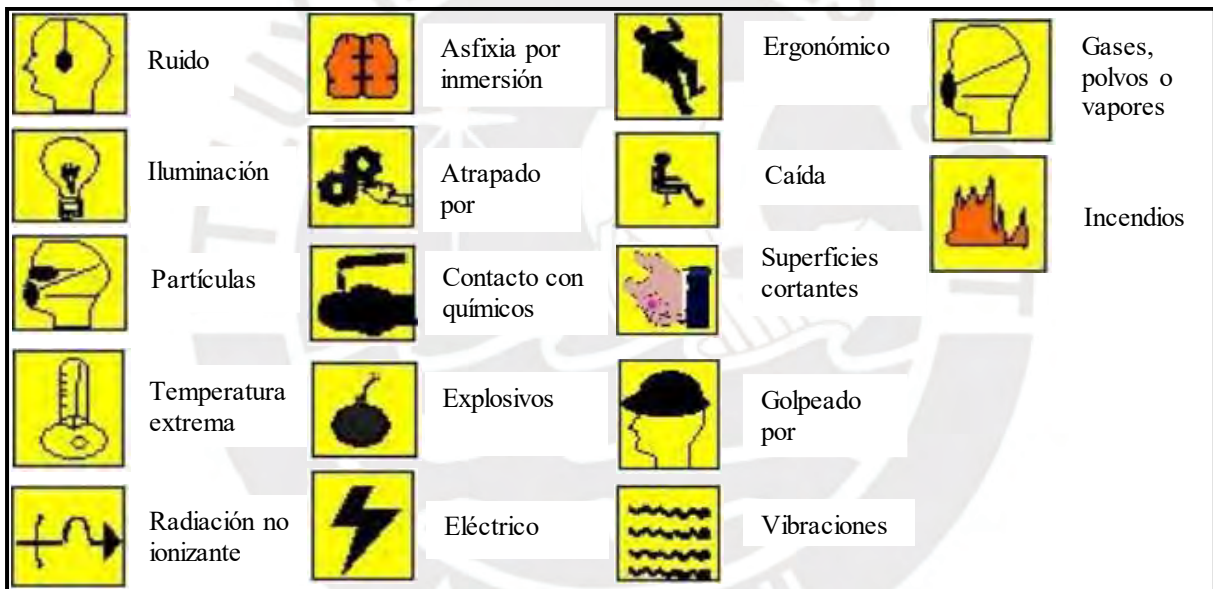 Ruido
Asfixia por
inmersión
Ergonómico
Gases,
polvos o
vapores
Iluminación
Atrapado
por
Caída
Incendios
Partículas
Contacto con
químicos
Superficies
cortantes
Temperatura
extrema
Explosivos
Golpeado
por
Radiación no
ionizante
Eléctrico
Vibraciones